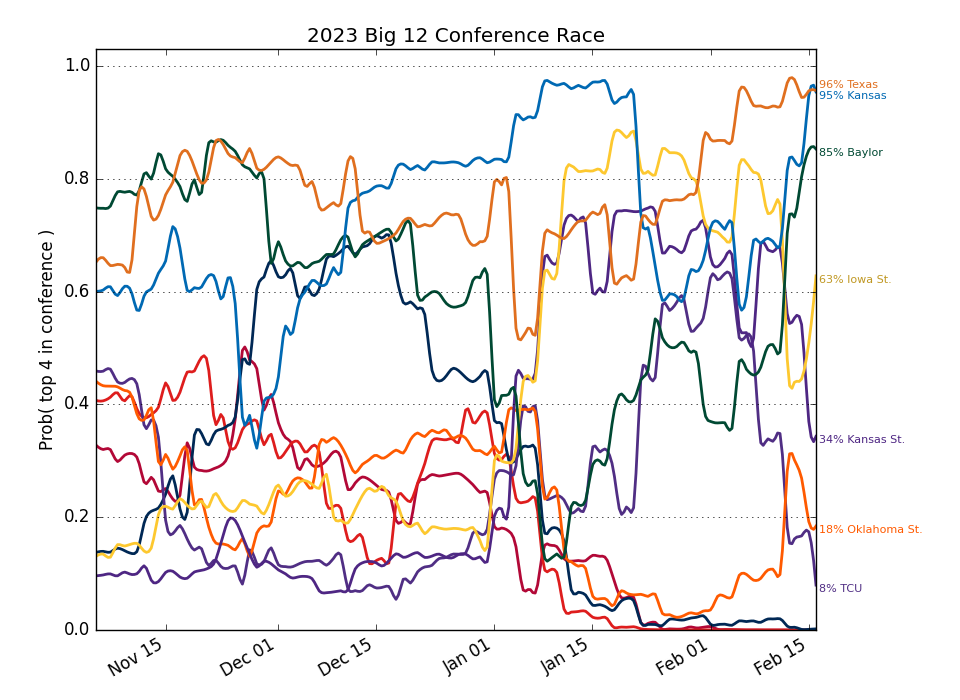 2023 Big 12 Conference Race
Prob( top 4 in conference )
1.0
0.8
0.6
0.4
0.2
0.0
Nov 15
Dec 01
Dec 15
Jan 01
Jan 15
Feb 01
Feb 15
96% Texas
95% Kansas
85% Baylor
63% Iowa St.
34% Kansas St.
18% Oklahoma St.
8% TCU